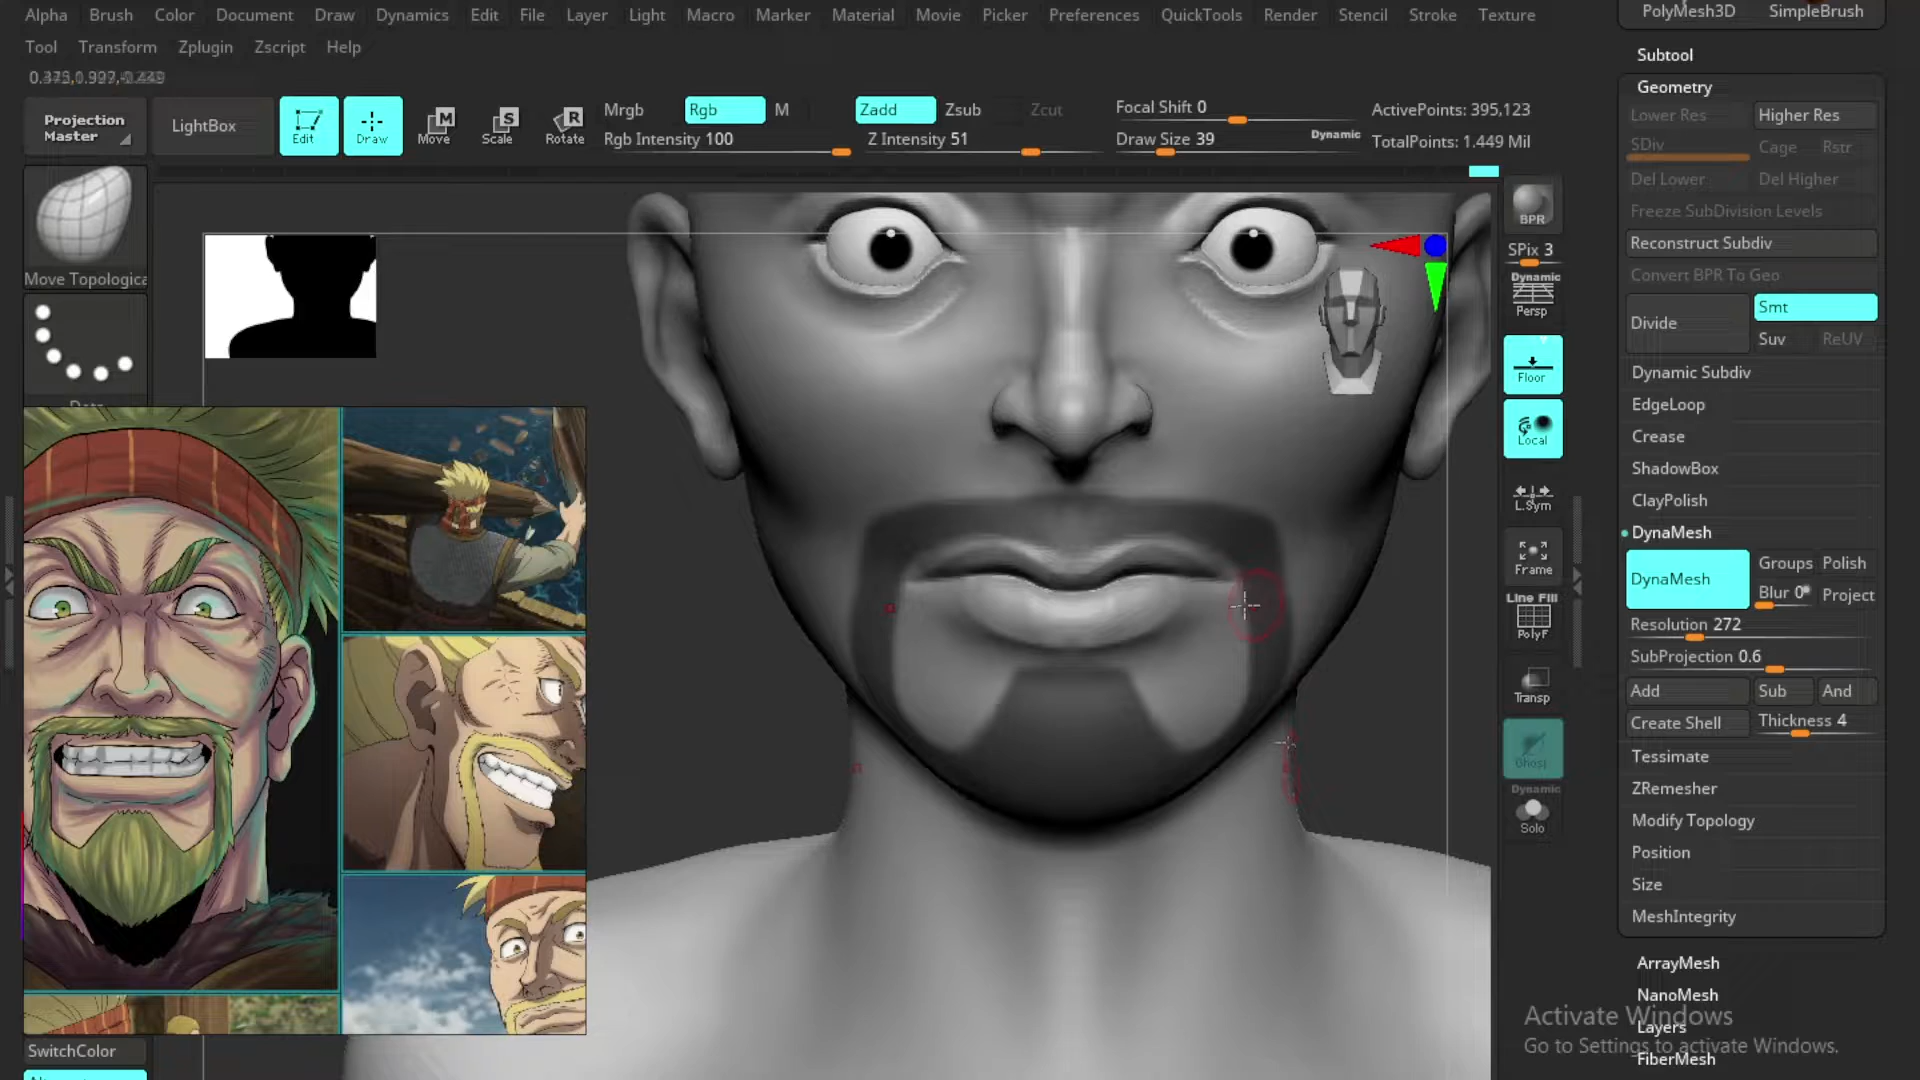 Alpha Brush Color Document Draw Dynamics Edit File Layer Light Macro Marker Material Movie Picker Preferences QuickTools Render Stencil Stroke Texture
Tool Transform Zplugin Zscript Help
Projection Master
LightBox
Edit
Draw
Move
Scale
Rotate
Mrgb Rgb M
Rgb Intensity 100
Zadd Zsub Zcut
Z Intensity 51
Focal Shift 0
Draw Size 39
Dynamic
ActivePoints: 395,123
TotalPoints: 1.449 Mil
Move Topologica
SwitchColor
BPR
SPix 3
Dynamic
Persp
Floor
Local
L.Sym
Frame
Line Fill
PolyF
Transp
Ghost
Dynamic
Solo
PolyMesh3D SimpleBrush
Subtool
Geometry
Lower Res Higher Res
SDiv Cage Rstr
Del Lower Del Higher
Freeze SubDivision Levels
Reconstruct Subdiv
Convert BPR To Geo
Divide Smt
Suv ReUV
Dynamic Subdiv
EdgeLoop
Crease
ShadowBox
ClayPolish
DynaMesh
DynaMesh Groups Polish
Blur 0 Project
Resolution 272
SubProjection 0.6
Add Sub And
Create Shell Thickness 4
Tessimate
ZRemesher
Modify Topology
Position
Size
MeshIntegrity
ArrayMesh
NanoMesh
Layers
FiberMesh
Activate Windows
Go to Settings to activate Windows.